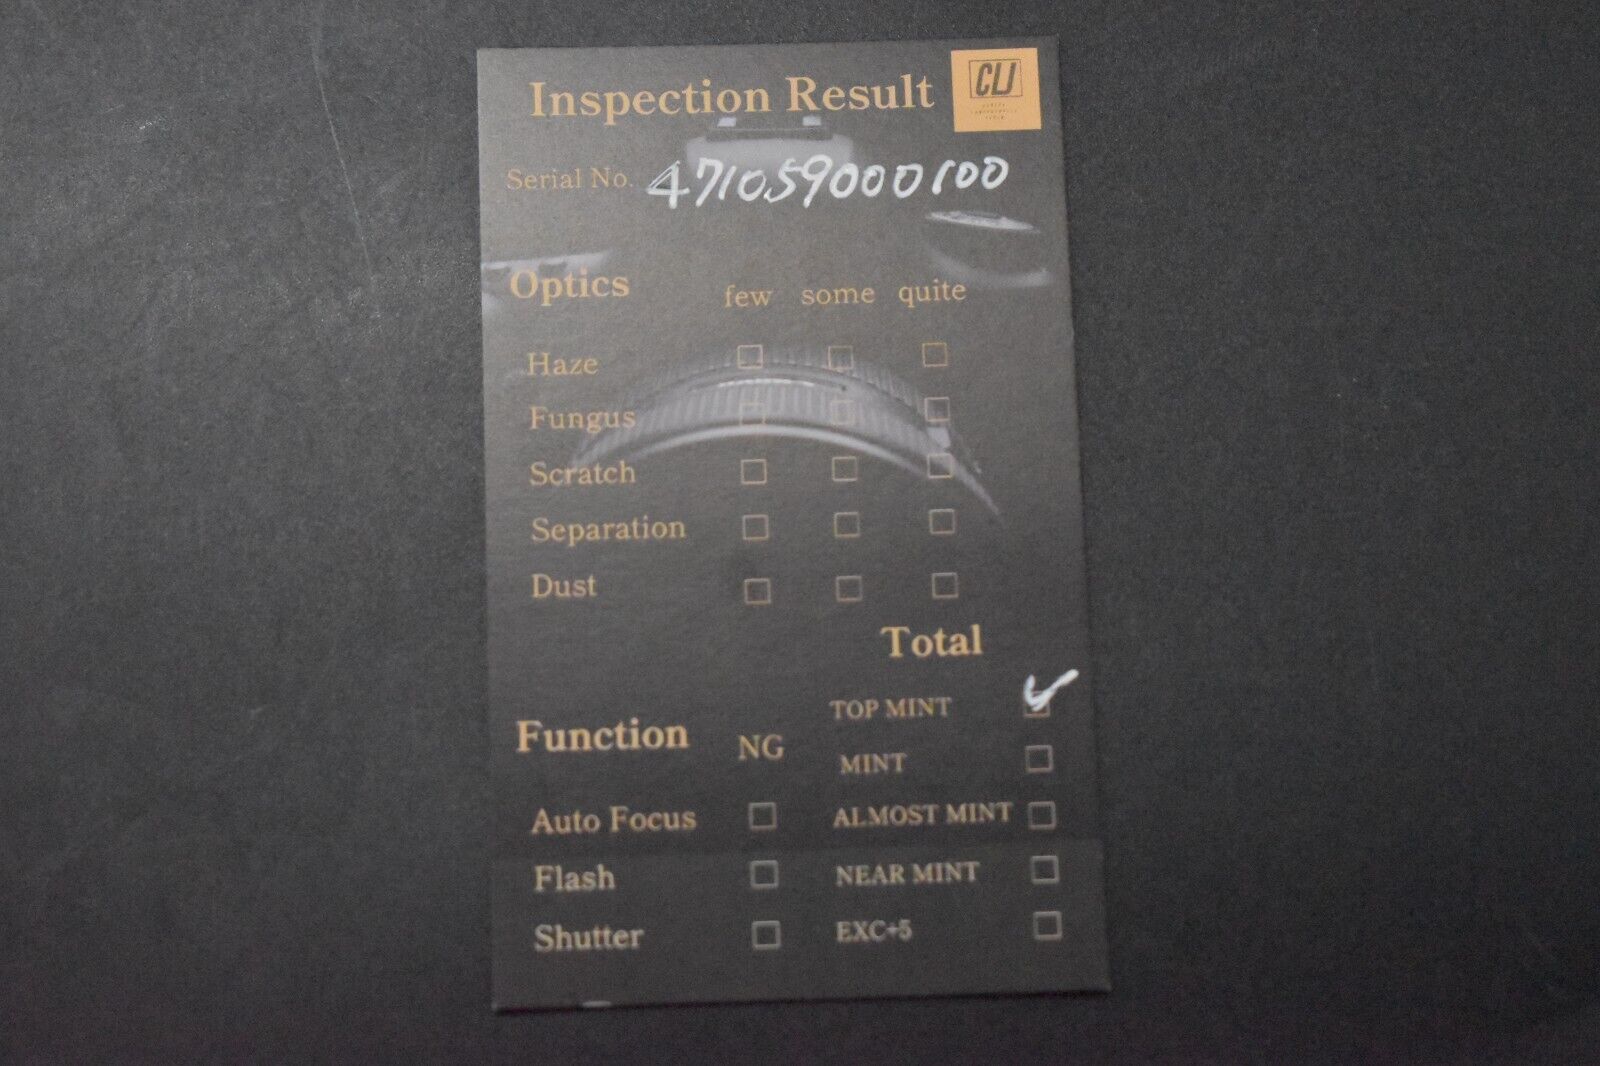 Inspection Result
CLJ
Serial No. 471059000100
Optics few some quite
Haze
Fungus
Scratch
Separation
Dust
Total
TOP MINT
Function NG
MINT
Auto Focus
ALMOST MINT
Flash
NEAR MINT
Shutter
EXC+5